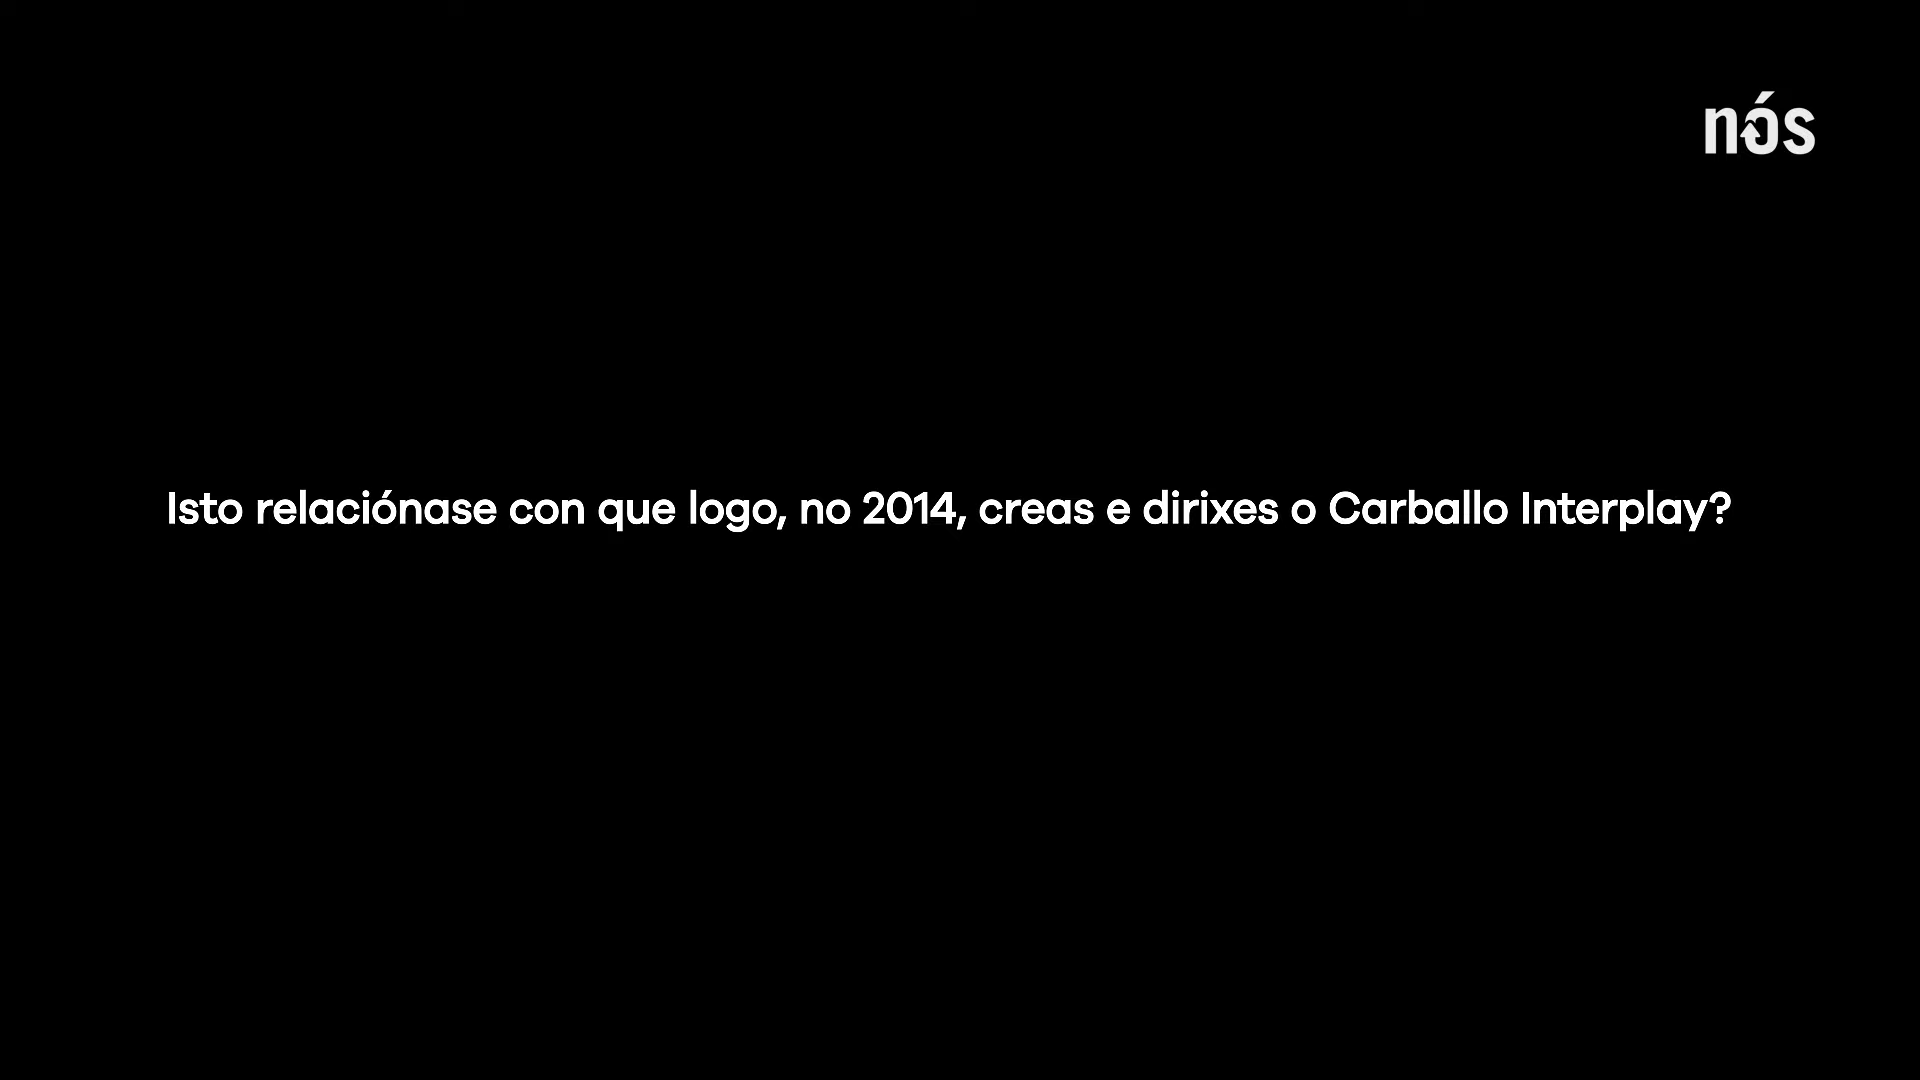 nós
Isto relaciónase con que logo, no 2014, creas e dirixes o Carballo Interplay?